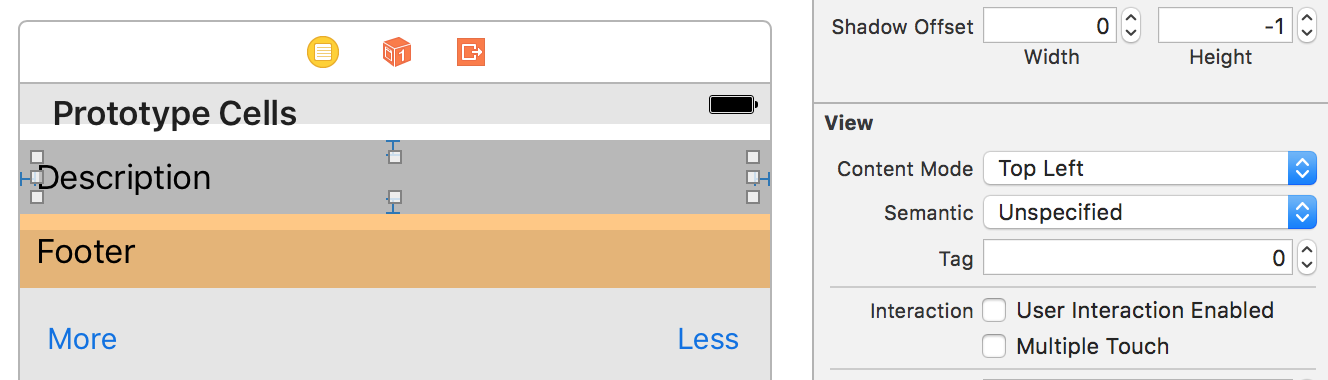 Prototype Cells
Description
Footer
More Less
Shadow Offset 0 -1
Width Height
View
Content Mode Top Left
Semantic Unspecified
Tag 0
Interaction User Interaction Enabled
Multiple Touch